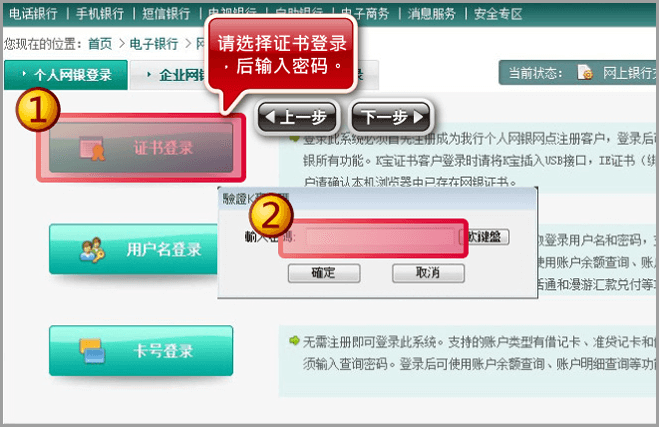 电话银行 | 手机银行 | 短信银行 | 电视银行 | 自助银行 | 电子商务 | 消息服务 | 安全专区
您现在的位置：首页 > 电子银行 > 网
请选择证书登录
，后输入密码。
个人网银登录
企业网银
录
当前状态：
网上银行
上一步
下一步
1
证书登录
登录此系统必须首先注册成为我行个人网银网点注册客户，登录后
银所有功能。K宝证书客户登录时请将K宝插入USB接口，IE证书
户请确认本机浏览器中已存在网银证书。
驗證K
2
輸入
软键盤
確定
取消
用户名登录
登录用户名和密码，
使用账户余额查询、账
话通和漫游汇款兑付等
卡号登录
无需注册即可登录此系统。支持的账户类型有借记卡、准贷记卡和
须输入查询密码。登录后可使用账户余额查询、账户明细查询等功